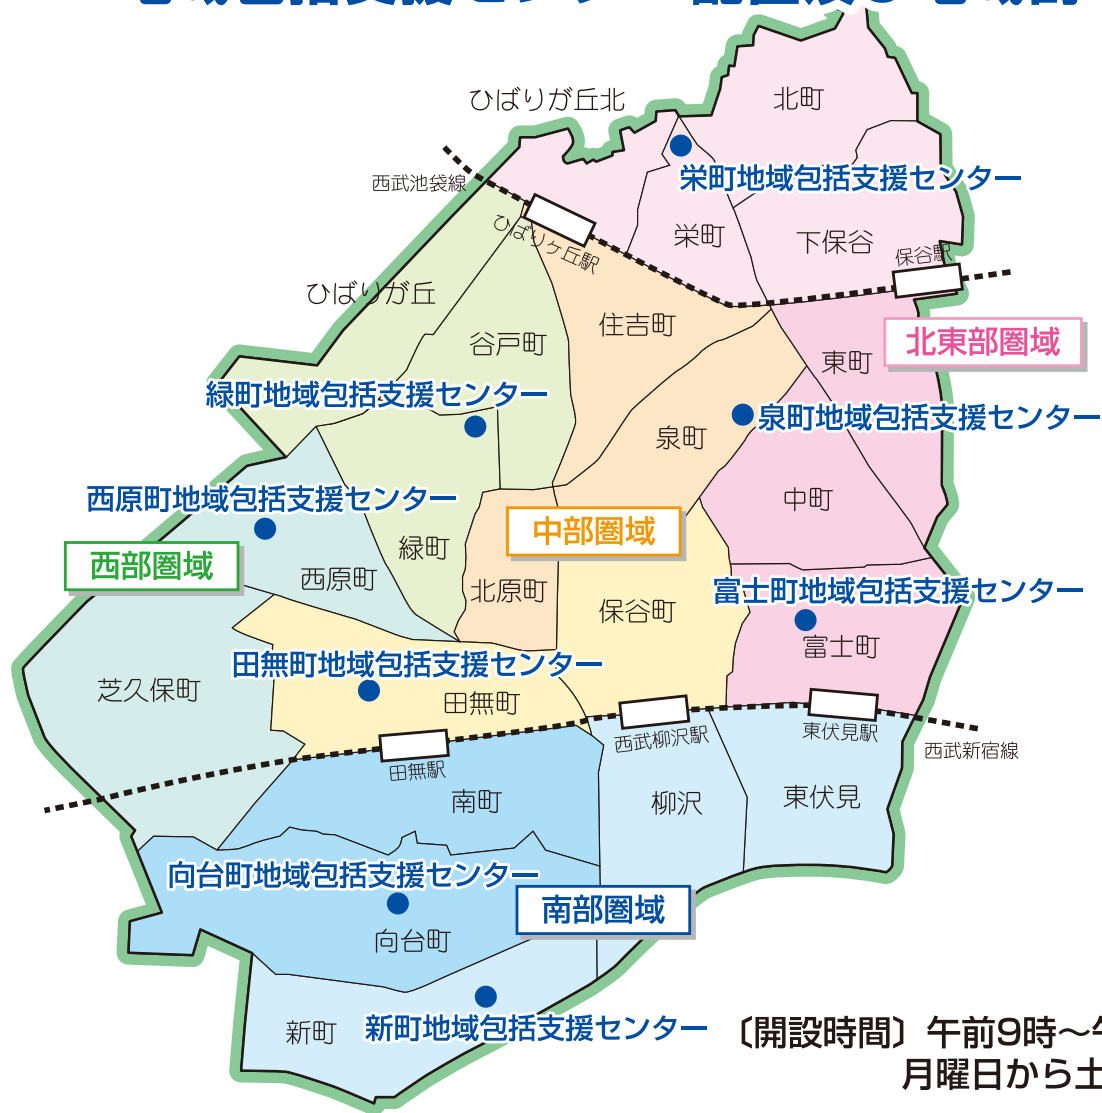 ひばりが丘北
北町
栄町地域包括支援センター
西武池袋線
ひばりヶ丘駅
栄町
下保谷
保谷駅
ひばりが丘
住吉町
谷戸町
東町
北東部圏域
緑町地域包括支援センター
泉町地域包括支援センター
泉町
西原町地域包括支援センター
中町
中部圏域
緑町
西部圏域
西原町
北原町
保谷町
富士町地域包括支援センター
富士町
田無町地域包括支援センター
芝久保町
田無町
西武柳沢駅
東伏見駅
西武新宿線
田無駅
南町
柳沢
東伏見
向台町地域包括支援センター
南部圏域
向台町
新町
新町地域包括支援センター
〔開設時間〕午前9時〜
月曜日から土